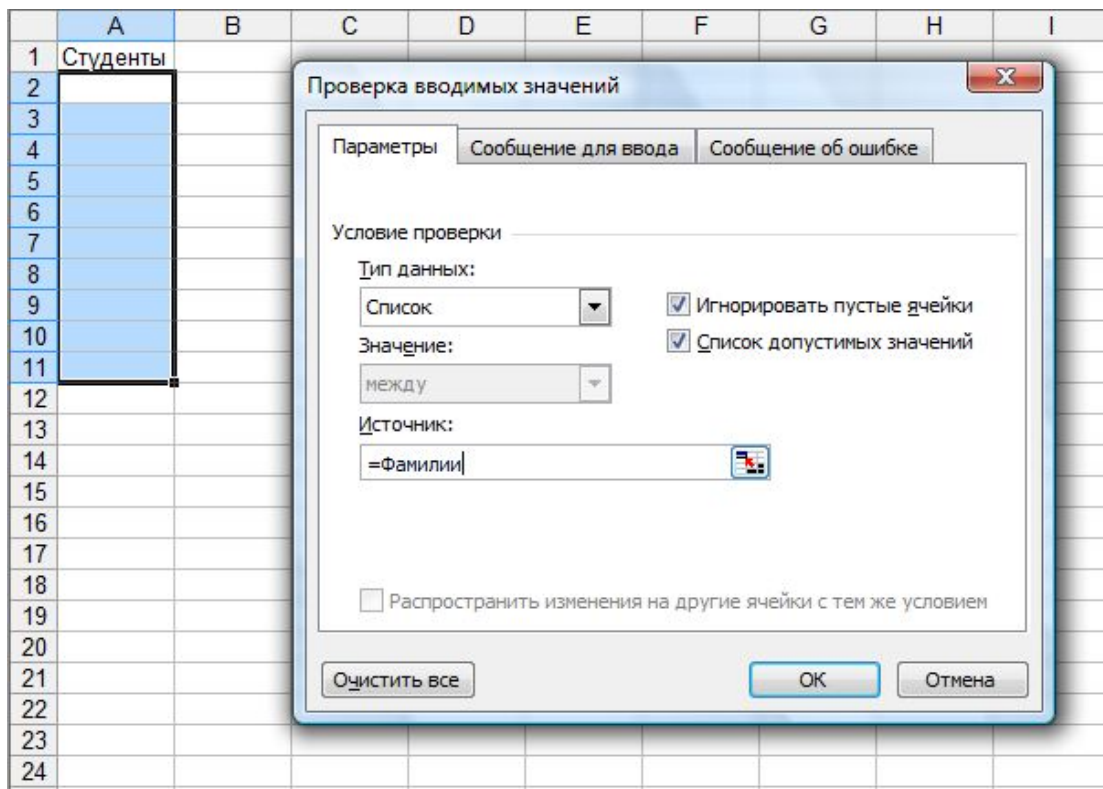 A B C D E F G H I
1 Студенты
2
3
4
5
6
7
8
9
10
11
12
13
14
15
16
17
18
19
20
21
22
23
24
Проверка вводимых значений
Параметры Сообщение для ввода Сообщение об ошибке
Условие проверки
Тип данных:
Список Игнорировать пустые ячейки
Значение: Список допустимых значений
между
Источник:
=Фамилии
Распространить изменения на другие ячейки с тем же условием
Очистить все ОК Отмена